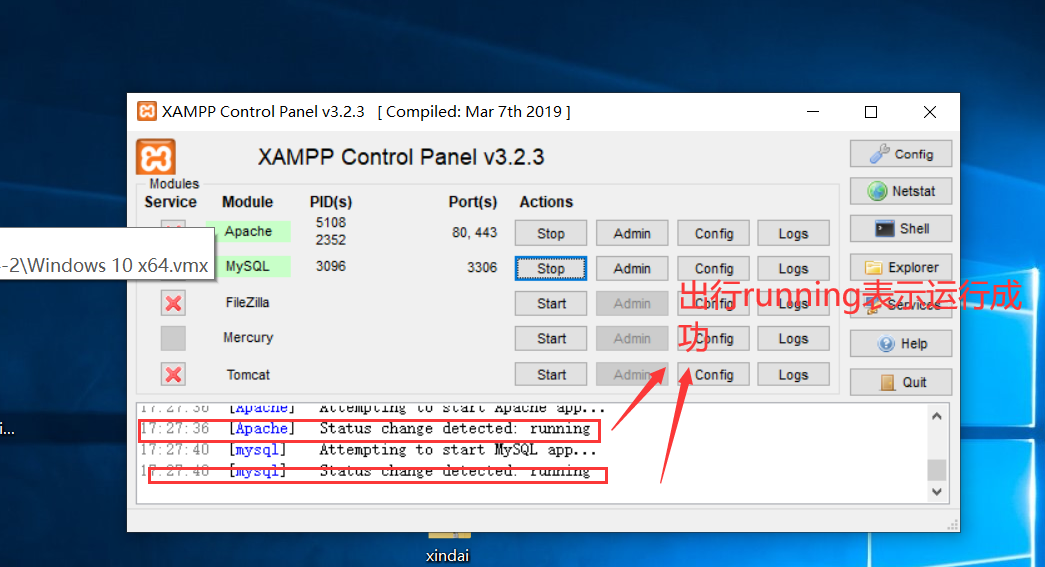 XAMPP Control Panel v3.2.3 [ Compiled: Mar 7th 2019 ]
XAMPP Control Panel v3.2.3
Config
Modules
Service Module PID(s) Port(s) Actions
Netstat
Apache 5108 2352 80, 443 Stop Admin Config Logs
Shell
-2\Windows 10 x64.vmx
MySQL 3096 3306 Stop Admin Config Logs
Explorer
出行running表示运行成
功
FileZilla Start Admin Config Logs
Services
Mercury Start Admin Config Logs
Help
Tomcat Start Admin Config Logs
Quit
17:27:36 [Apache] Attempting to start Apache app...
17:27:36 [Apache] Status change detected: running
17:27:40 [mysql] Attempting to start MySQL app...
17:27:40 [mysql] Status change detected: running
i...
xindai